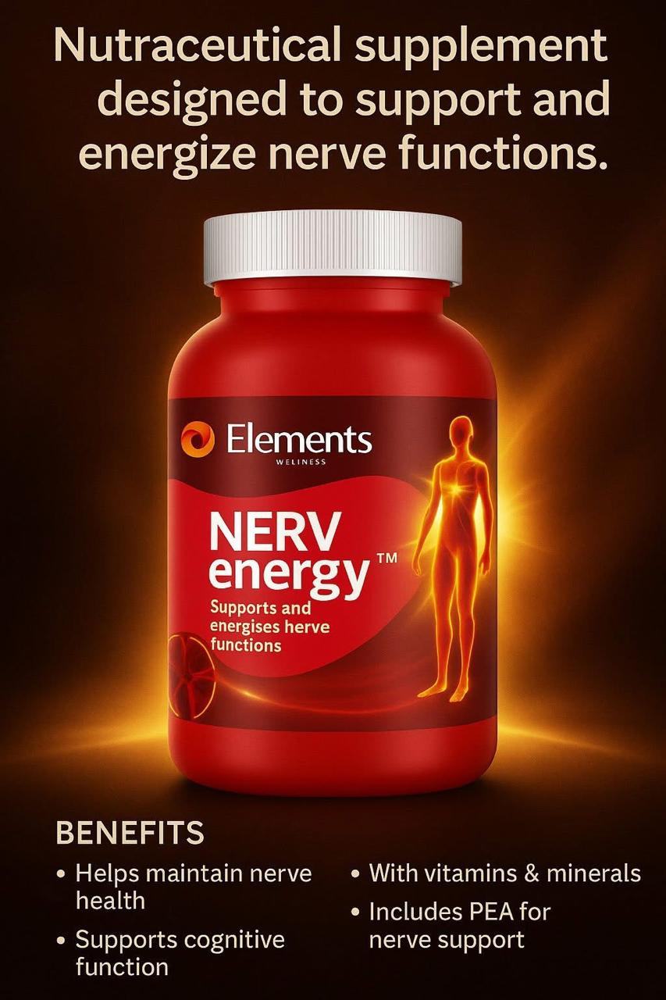 Nutraceutical supplement
designed to support and
energize nerve functions.
Elements
WELINESS
NERV
energy™
Supports and
energises herve
functions
BENEFITS
• Helps maintain nerve
health
• Supports cognitive
function
• With vitamins & minerals
• Includes PEA for
nerve support